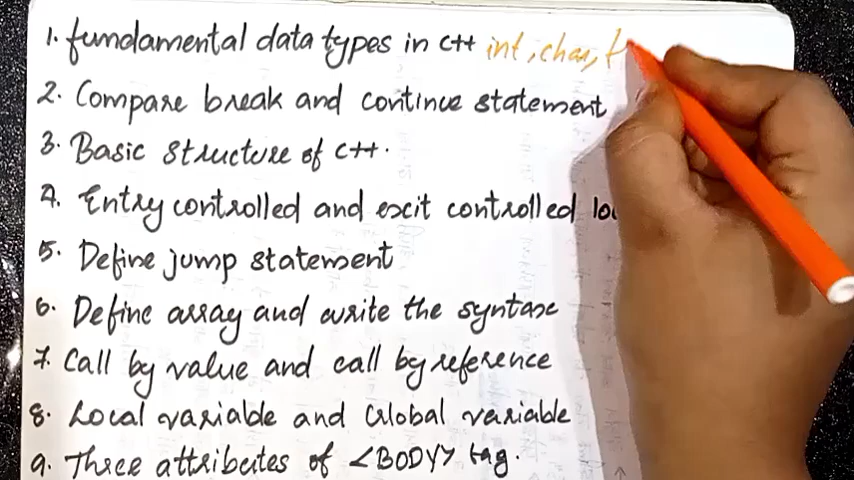 1. fundamental data types in C++ int, char, f
2. Compare break and continue statement
3. Basic structure of C++.
4. Entry controlled and exit controlled
5. Define jump statement
6. Define array and write the syntax
7. Call by value and call by reference
8. Local variable and Global variable
9. Three attributes of <BODY> tag.